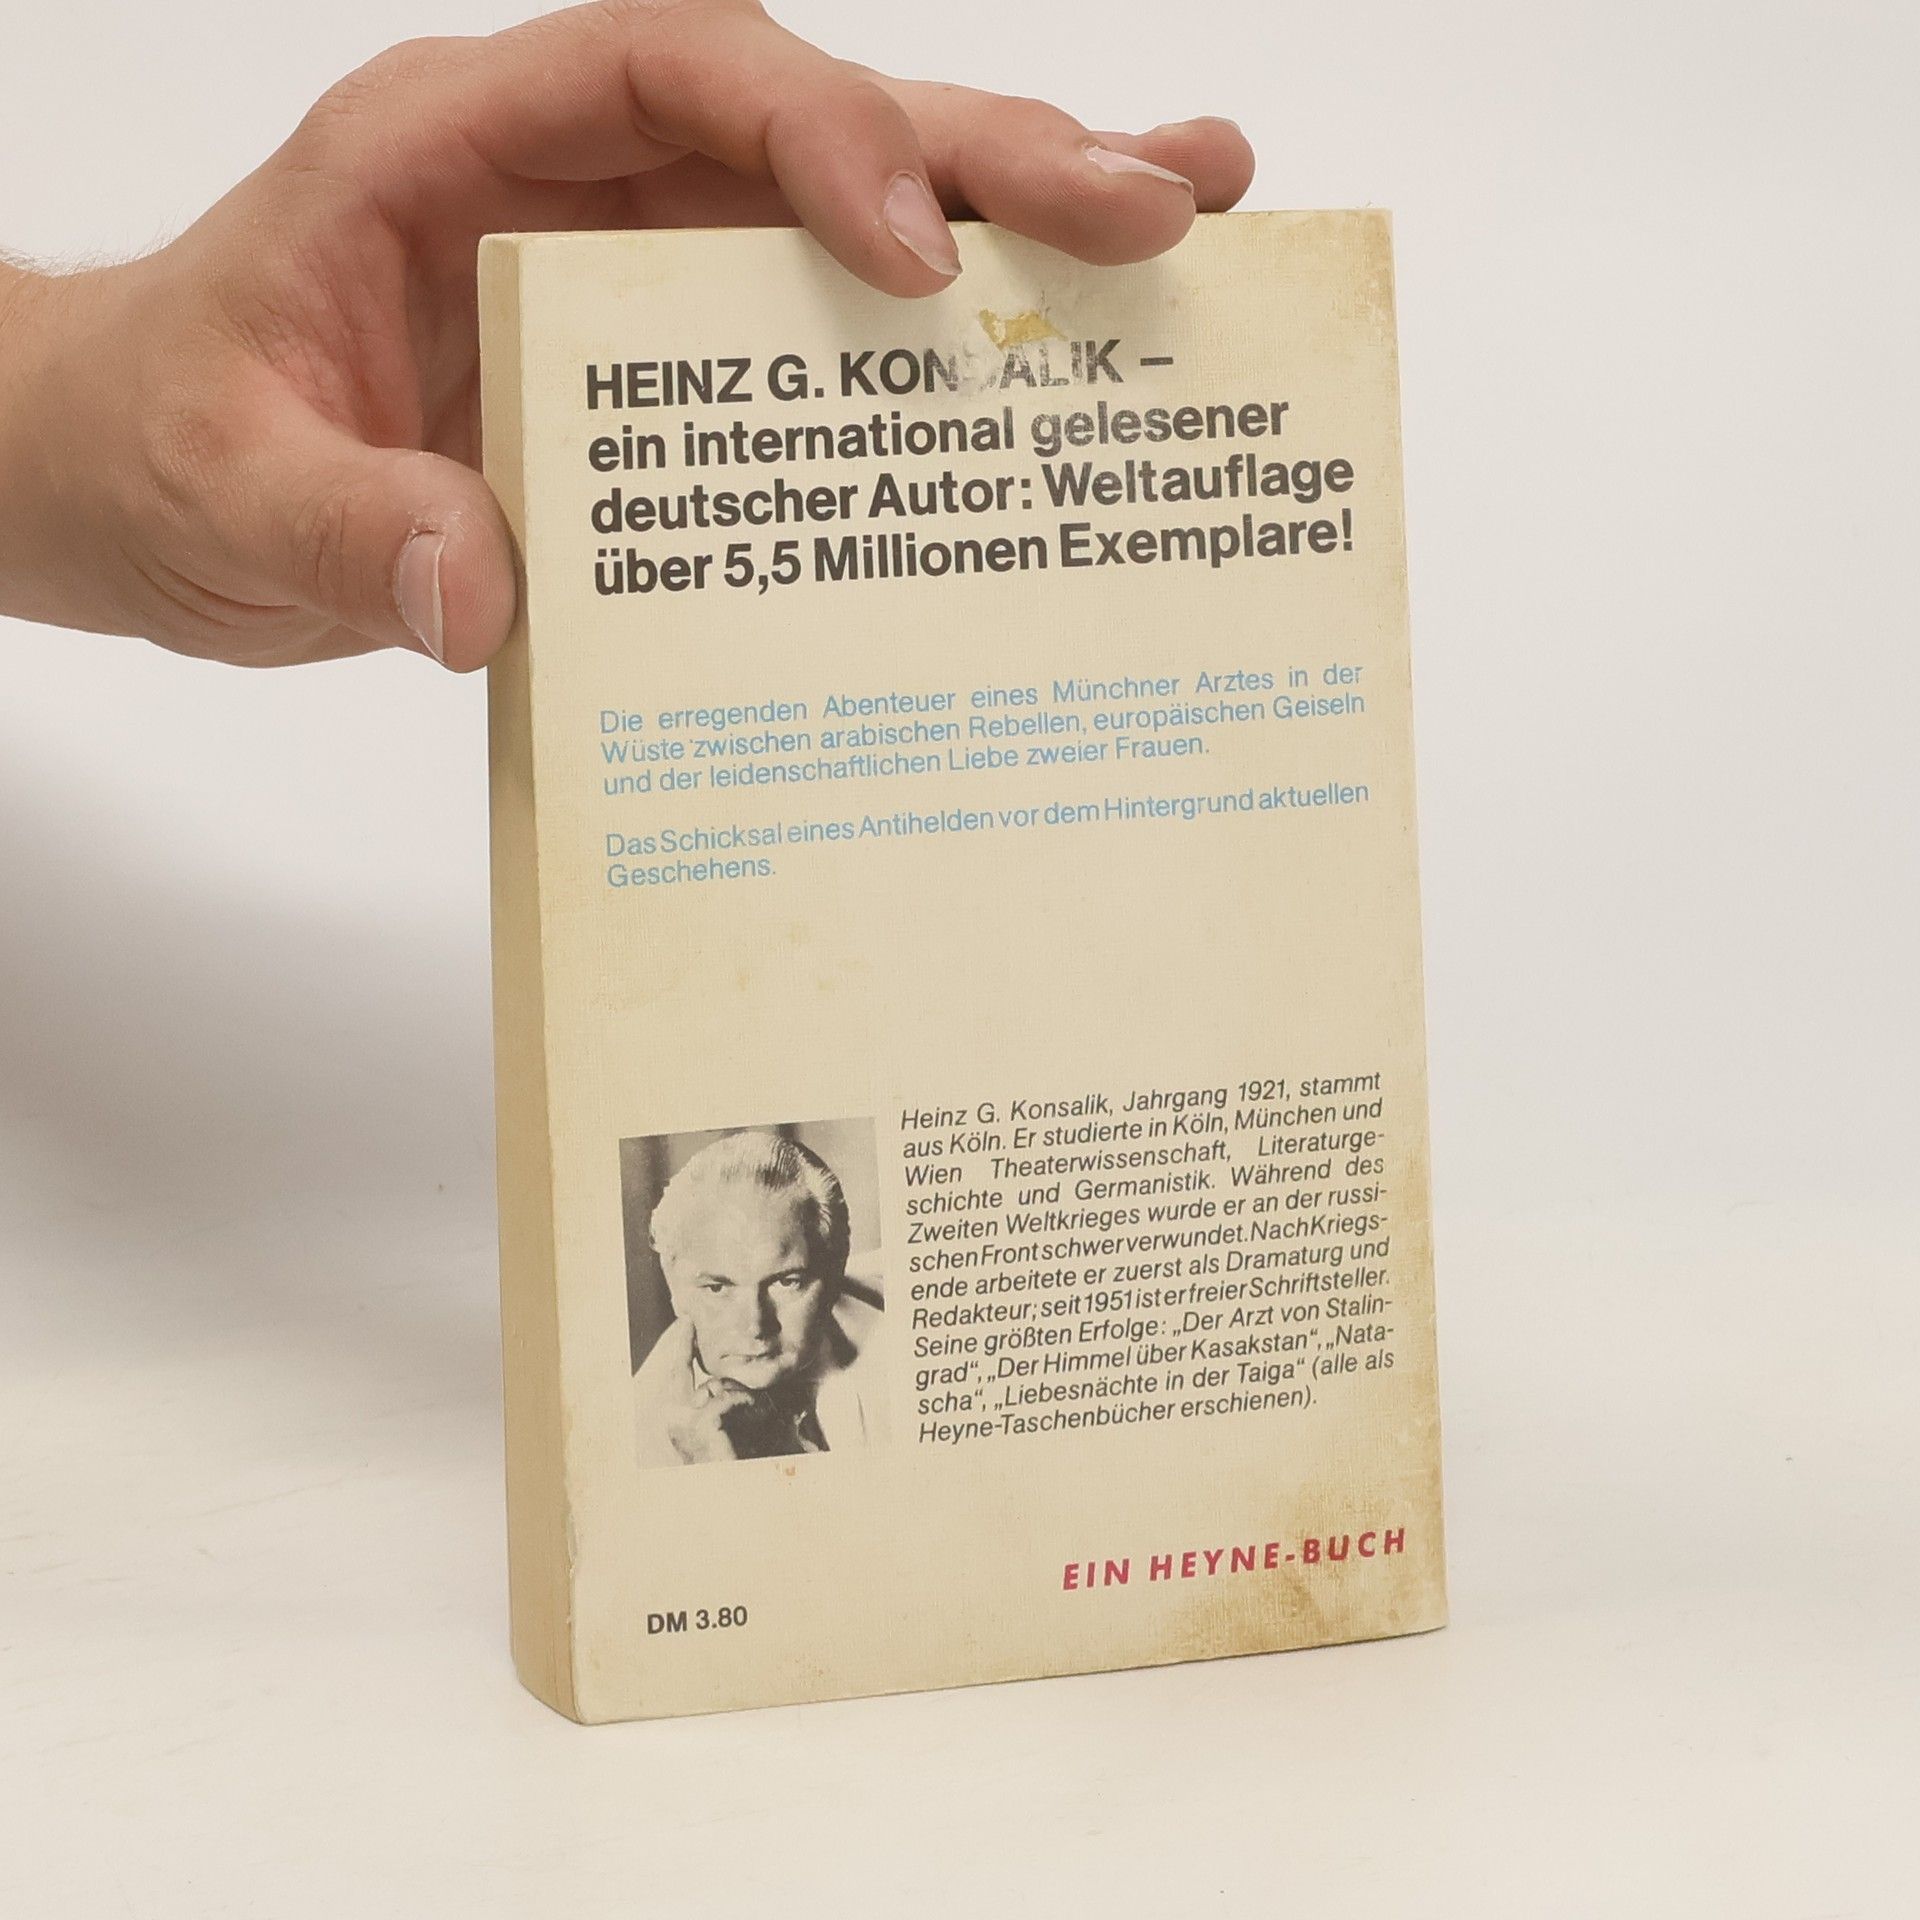 HEINZ G. KONSALIK –
ein international gelesener
deutscher Autor: Weltauflage
über 5,5 Millionen Exemplare!
Die erregenden Abenteuer eines Münchner Arztes in der
Wüste zwischen arabischen Rebellen, europäischen Geiseln
und der leidenschaftlichen Liebe zweier Frauen.
Das Schicksal eines Antihelden vor dem Hintergrund aktuellen
Geschehens.
Heinz G. Konsalik, Jahrgang 1921, stammt
aus Köln. Er studierte in Köln, München und
Wien Theaterwissenschaft, Literaturge-
schichte und Germanistik. Während des
Zweiten Weltkrieges wurde er an der russi-
schen Front schwer verwundet. Nach Kriegs-
ende arbeitete er zuerst als Dramaturg und
Redakteur; seit 1951 ist er freier Schriftsteller.
Seine größten Erfolge: „Der Arzt von Stalin-
grad“, „Der Himmel über Kasakstan“, „Nata-
scha“, „Liebesnächte in der Taiga“ (alle als
Heyne-Taschenbücher erschienen).
EIN HEYNE-BUCH
DM 3.80